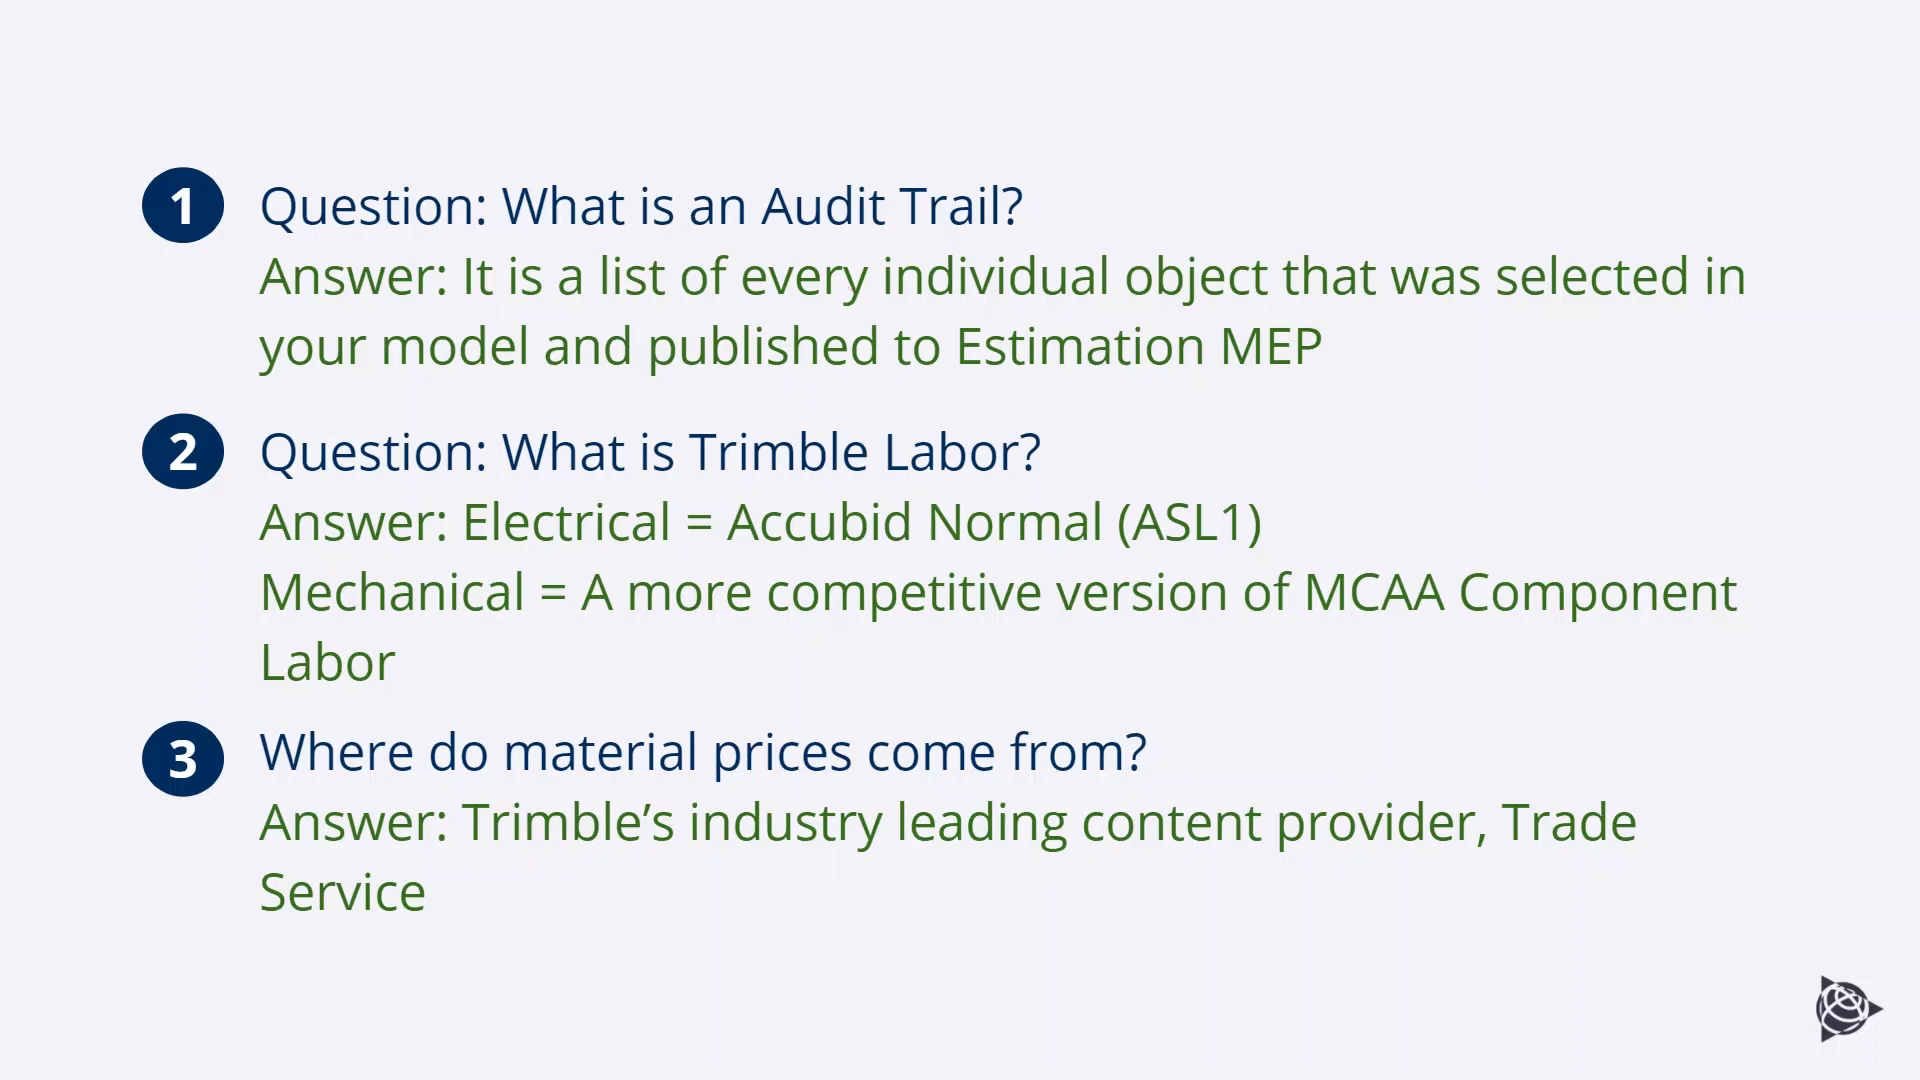 1 Question: What is an Audit Trail?
Answer: It is a list of every individual object that was selected in
your model and published to Estimation MEP
2 Question: What is Trimble Labor?
Answer: Electrical = Accubid Normal (ASL1)
Mechanical = A more competitive version of MCAA Component
Labor
3 Where do material prices come from?
Answer: Trimble’s industry leading content provider, Trade
Service